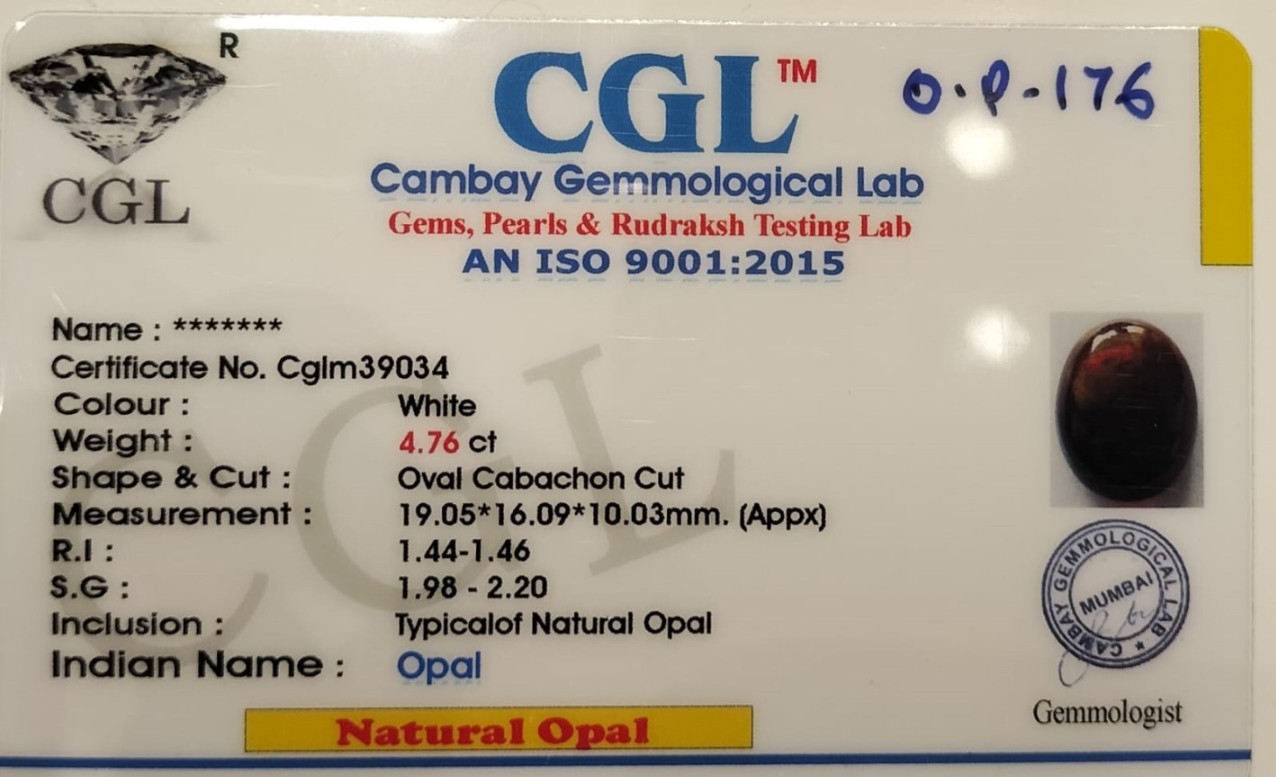 R
CGL
CGL™
O.P-176
Cambay Gemmological Lab
Gems, Pearls & Rudraksh Testing Lab
AN ISO 9001:2015
Name : *******
Certificate No. Cglm39034
Colour : White
Weight : 4.76 ct
Shape & Cut : Oval Cabachon Cut
Measurement : 19.05*16.09*10.03mm. (Appx)
R.I : 1.44-1.46
S.G : 1.98 - 2.20
Inclusion : Typicalof Natural Opal
Indian Name : Opal
Natural Opal
CGL
CAMBAY GEMMOLOGICAL LAB
MUMBAI
Gemmologist